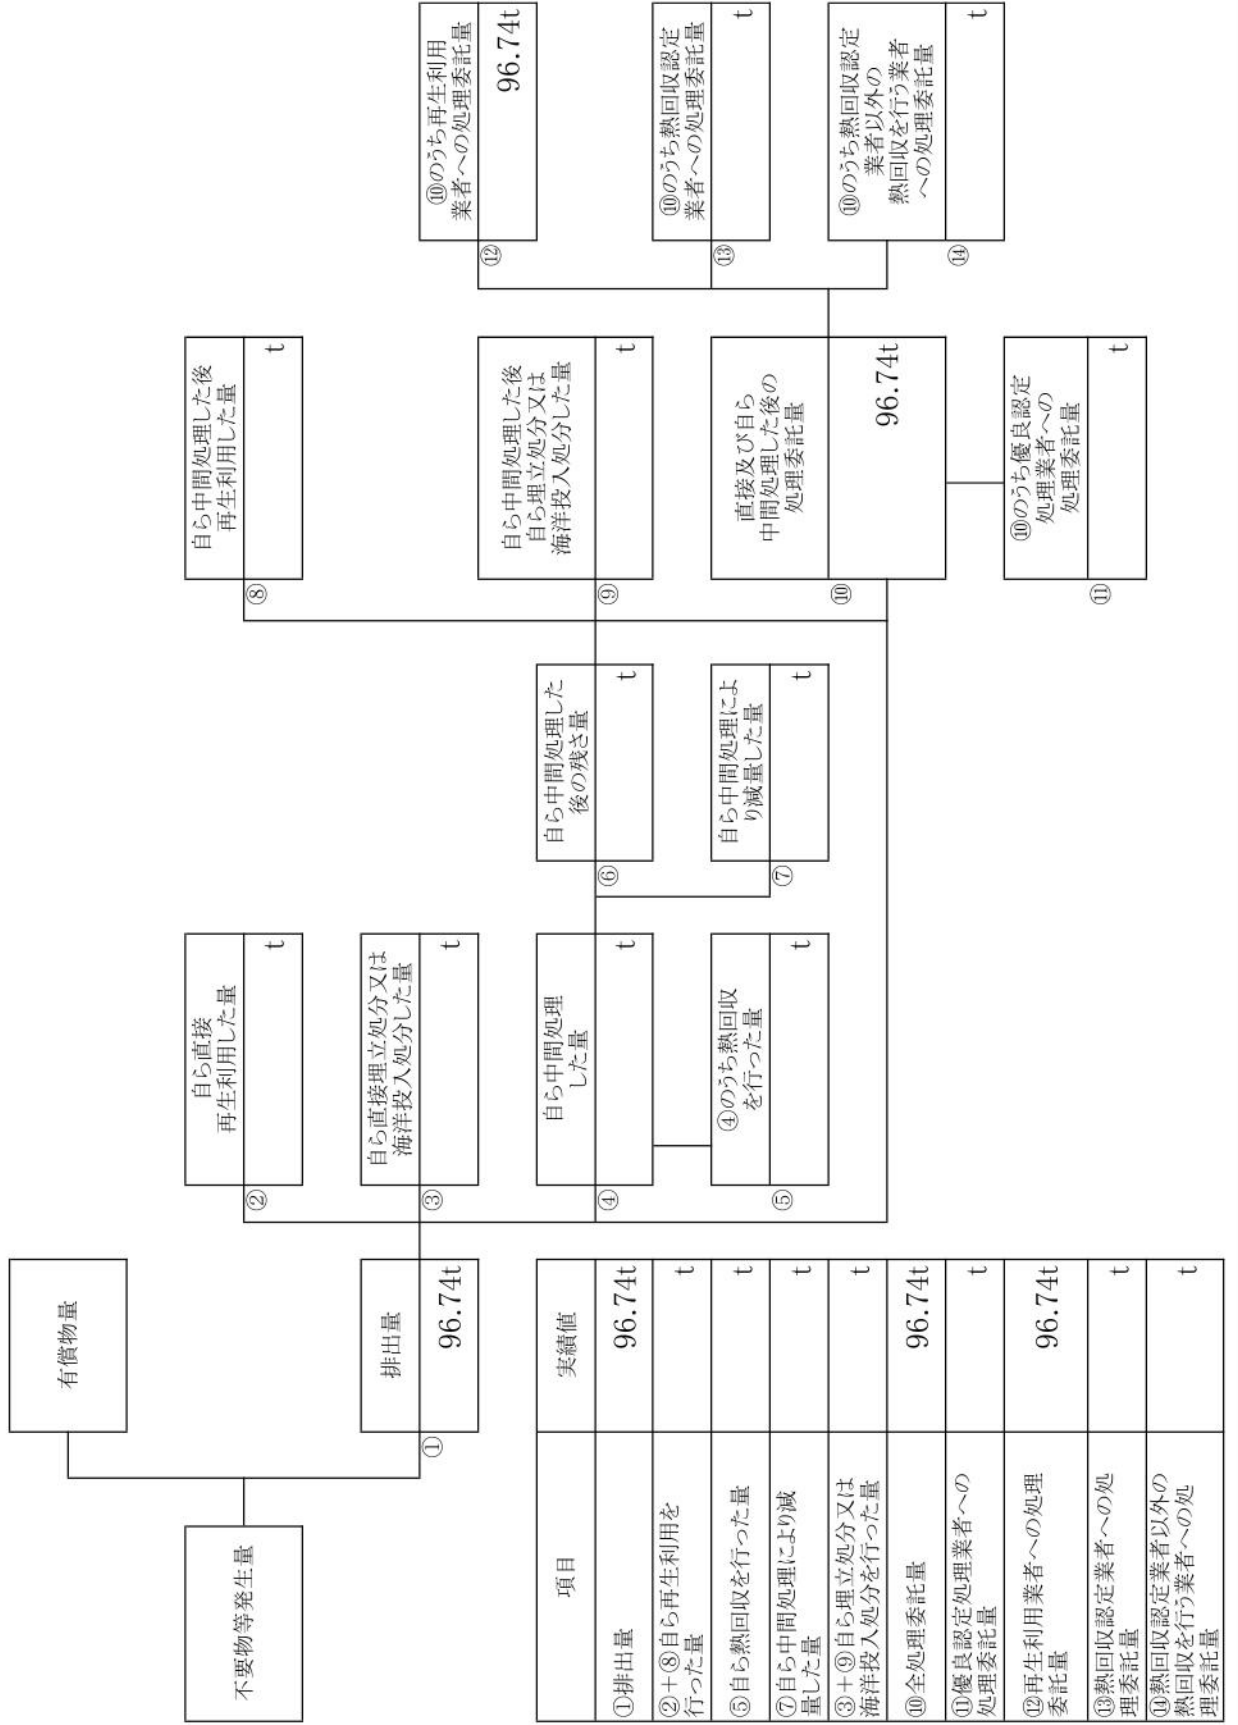 不要物等発生量
有償物量
排出量
①
96.74t
自ら直接
再生利用した量
②
t
自ら直接埋立処分又は
海洋投入処分した量
③
t
自ら中間処理
した量
④
t
④のうち熱回収
を行った量
⑤
t
自ら中間処理した
後の残さ量
⑥
t
自ら中間処理によ
り減量した量
⑦
t
自ら中間処理した後
再生利用した量
⑧
t
自ら中間処理した後
自ら埋立処分又は
海洋投入処分した量
⑨
t
直接及び自ら
中間処理した後の
処理委託量
⑩
96.74t
⑩のうち優良認定
処理業者への
処理委託量
⑪
t
⑩のうち再生利用
業者への処理委託量
⑫
96.74t
⑩のうち熱回収認定
業者への処理委託量
⑬
t
⑩のうち熱回収認定
業者以外の
熱回収を行う業者
への処理委託量
⑭
t
項目
実績値
①排出量
96.74t
②+⑧自ら再生利用を
行った量
t
⑤自ら熱回収を行った量
t
⑦自ら中間処理により減
量した量
t
③+⑨自ら埋立処分又は
海洋投入処分を行った量
t
⑩全処理委託量
96.74t
⑪優良認定処理業者への
処理委託量
t
⑫再生利用業者への処理
委託量
96.74t
⑬熱回収認定業者への処
理委託量
t
⑭熱回収認定業者以外の
熱回収を行う業者への処
理委託量
t